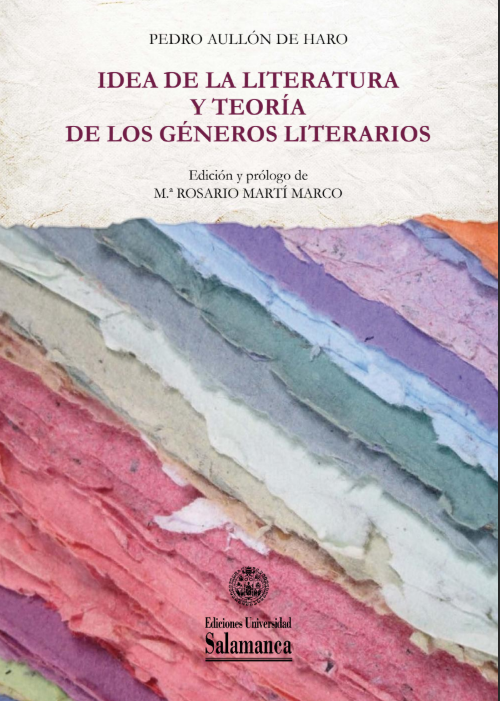 PEDRO AULLÓN DE HARO
IDEA DE LA LITERATURA
Y TEORÍA
DE LOS GÉNEROS LITERARIOS
Edición y prólogo de
M.ª ROSARIO MARTÍ MARCO
Ediciones Universidad
Salamanca